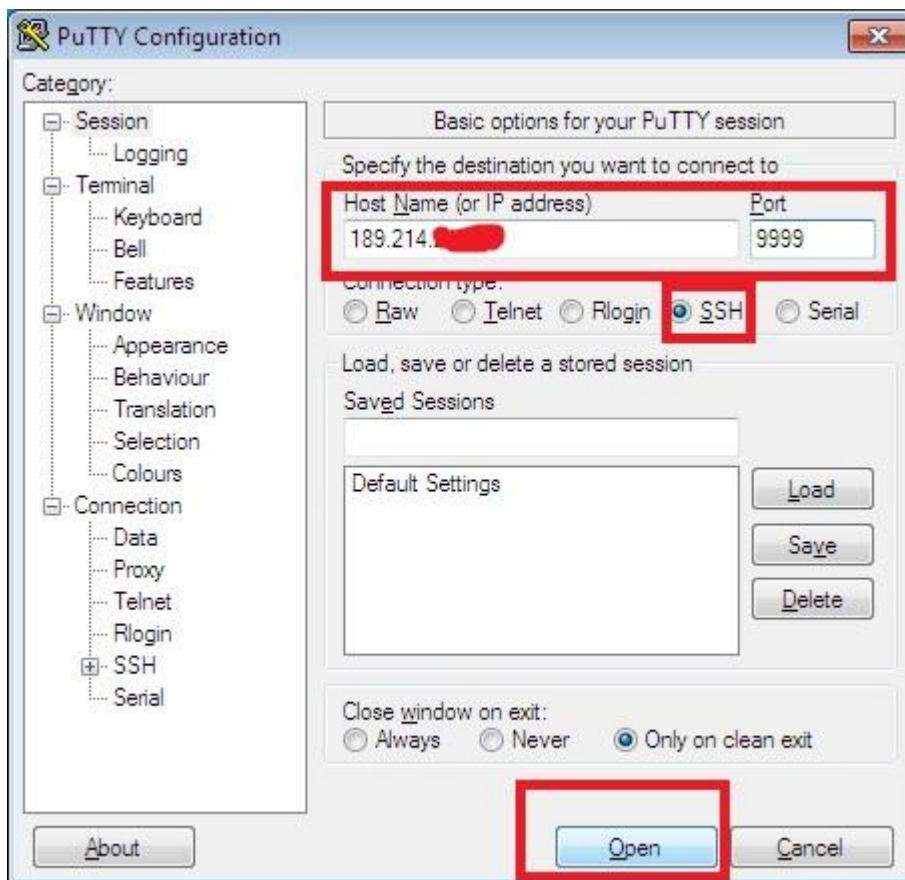 PuTTY Configuration
Category:
Session
Logging
Terminal
Keyboard
Bell
Features
Window
Appearance
Behaviour
Translation
Selection
Colours
Connection
Data
Proxy
Telnet
Rlogin
SSH
Serial
Basic options for your PuTTY session
Specify the destination you want to connect to
Host Name (or IP address) Port
189.214. 9999
Connection type:
Raw Telnet Rlogin SSH Serial
Load, save or delete a stored session
Saved Sessions
Default Settings
Load
Save
Delete
Close window on exit:
Always Never Only on clean exit
About Open Cancel